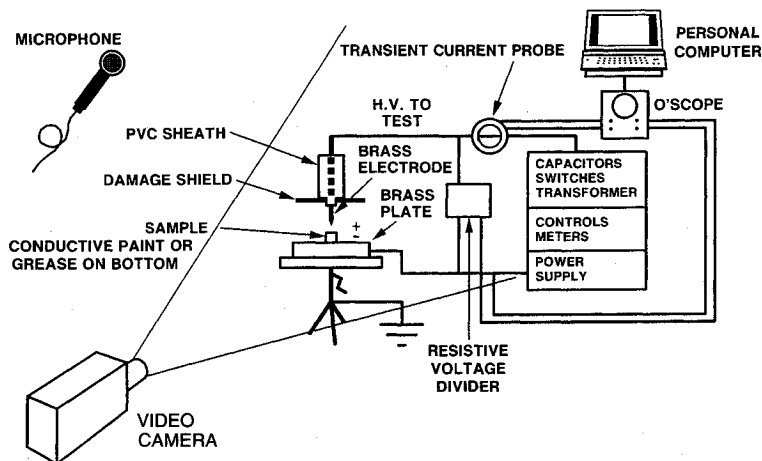 MICROPHONE
PERSONAL
COMPUTER
TRANSIENT CURRENT PROBE
H.V. TO
TEST
O'SCOPE
PVC SHEATH
BRASS
ELECTRODE
DAMAGE SHIELD
BRASS
PLATE
CAPACITORS
SWITCHES
TRANSFORMER
SAMPLE
CONDUCTIVE PAINT OR
GREASE ON BOTTOM
+
-
CONTROLS
METERS
POWER
SUPPLY
RESISTIVE
VOLTAGE
DIVIDER
VIDEO
CAMERA